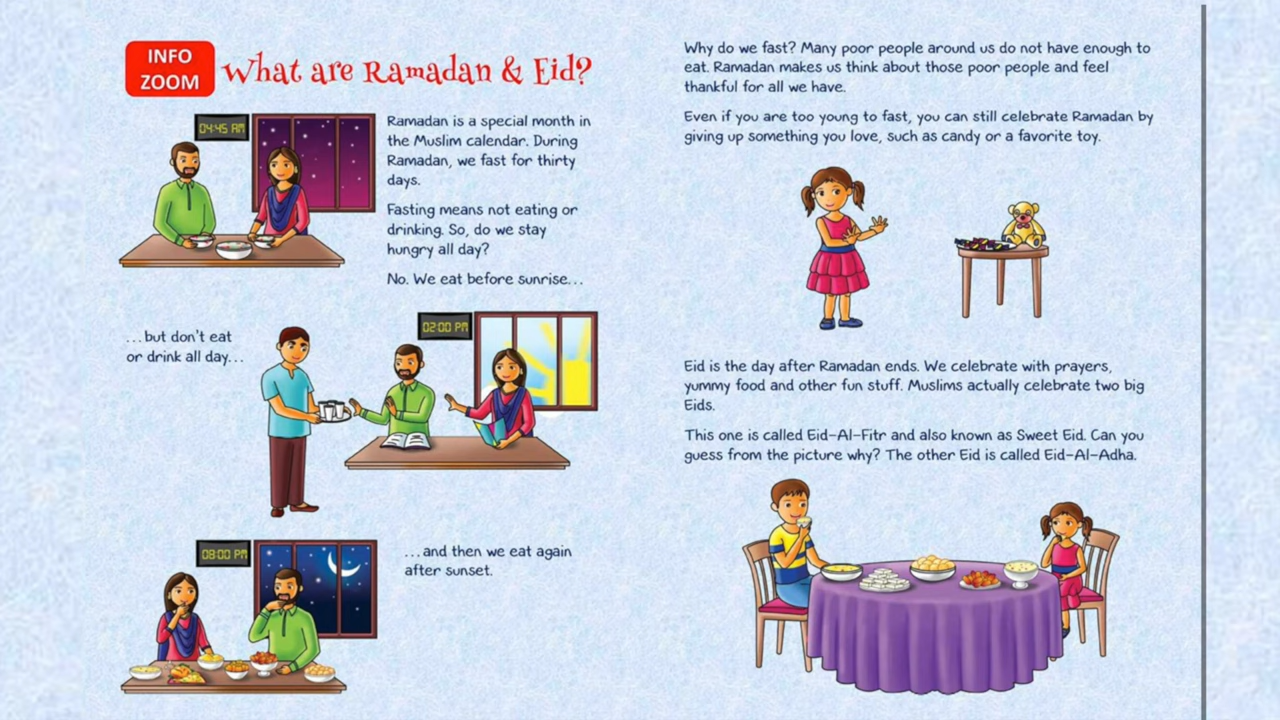 INFO
ZOOM
What are Ramadan & Eid?
04:45 AM
Ramadan is a special month in
the Muslim calendar. During
Ramadan, we fast for thirty
days.
Fasting means not eating or
drinking. So, do we stay
hungry all day?
No. We eat before sunrise...
...but don't eat
or drink all day...
02:00 PM
08:00 PM
...and then we eat again
after sunset.
Why do we fast? Many poor people around us do not have enough to
eat. Ramadan makes us think about those poor people and feel
thankful for all we have.
Even if you are too young to fast, you can still celebrate Ramadan by
giving up something you love, such as candy or a favorite toy.
Eid is the day after Ramadan ends. We celebrate with prayers,
yummy food and other fun stuff. Muslims actually celebrate two big
Eids.
This one is called Eid-Al-Fitr and also known as Sweet Eid. Can you
guess from the picture why? The other Eid is called Eid-Al-Adha.